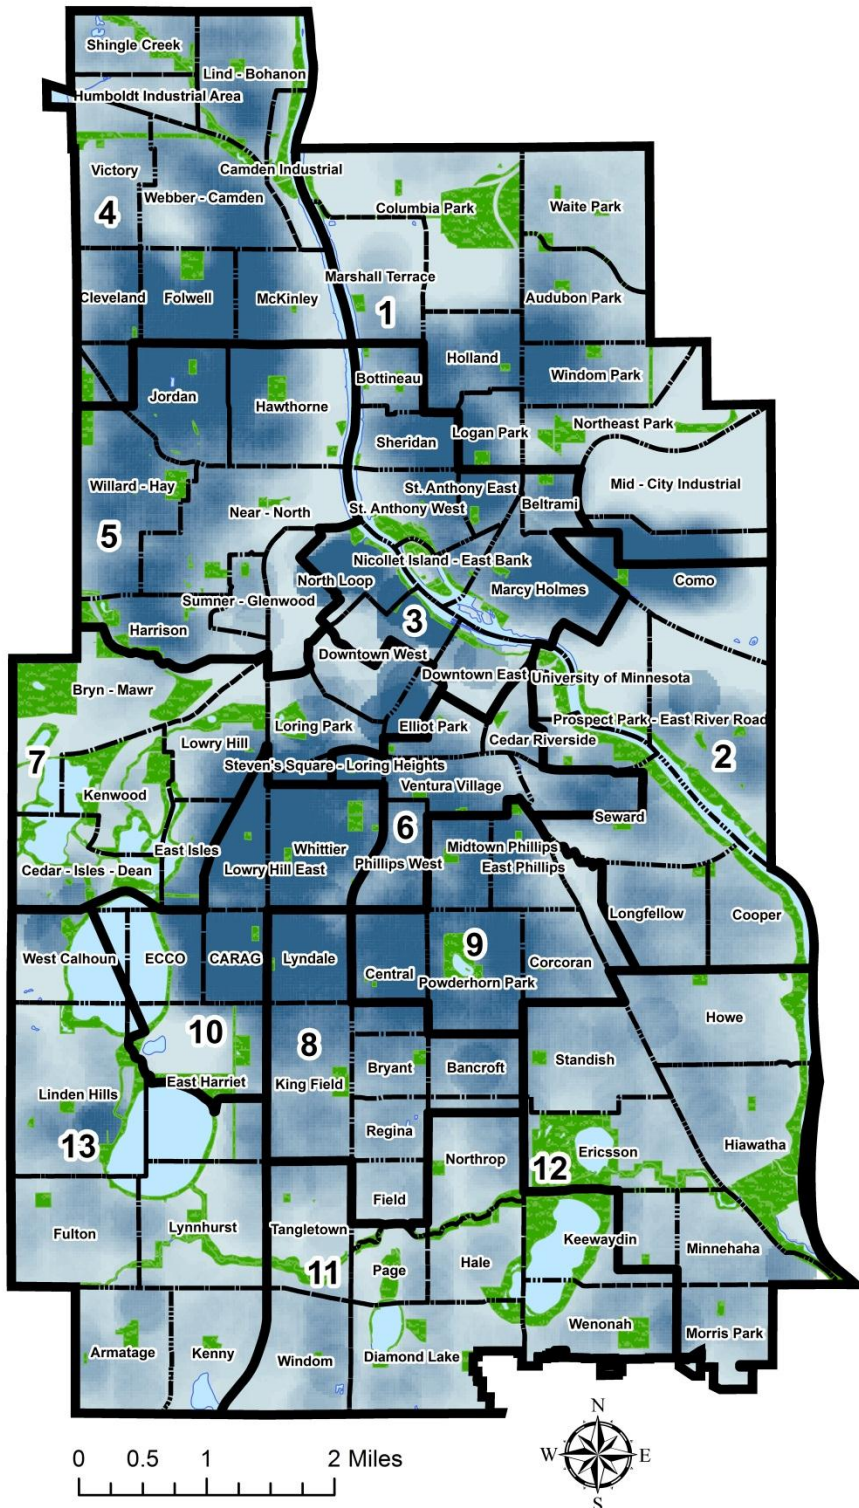 Shingle Creek
Lind - Bohanon
Humboldt Industrial Area
Victory
Camden Industrial
4
Webber - Camden
Columbia Park
Waite Park
Marshall Terrace
Cleveland
Folwell
McKinley
Audubon Park
1
Holland
Bottineau
Windom Park
Jordan
Hawthorne
Northeast Park
Logan Park
Sheridan
Willard - Hay
St. Anthony East
Mid - City Industrial
Near - North
St. Anthony West
Beltrami
5
Nicollet Island - East Bank
North Loop
Como
Marcy Holmes
Sumner - Glenwood
3
Harrison
Downtown West
Downtown East
University of Minnesota
Bryn - Mawr
Loring Park
Elliot Park
Prospect Park - East River Road
Cedar Riverside
Lowry Hill
7
2
Steven's Square - Loring Heights
Ventura Village
Kenwood
Seward
6
East Isles
Whittier
Midtown Phillips
Cedar - Isles - Dean
Lowry Hill East
Phillips West
East Phillips
Longfellow
Cooper
West Calhoun
ECCO
CARAG
Lyndale
9
Central
Powderhorn Park
Corcoran
Howe
10
8
Standish
Bryant
Bancroft
East Harriet
King Field
Linden Hills
Regina
13
Hiawatha
Northrop
12
Ericsson
Field
Fulton
Lynnhurst
Tangletown
Keewaydin
Minnehaha
11
Page
Hale
Wenonah
Morris Park
Armatage
Kenny
Windom
Diamond Lake
N
W
E
S
0 0.5 1 2 Miles